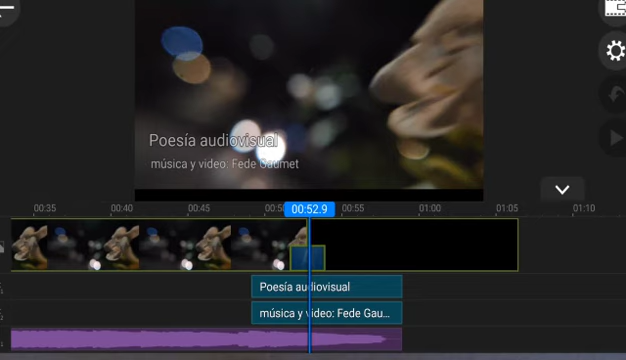 Poesía audiovisual
música y video: Fede Gaumet
00:35
00:40
00:45
00:52.9
00:55
01:00
01:05
01:10
Poesía audiovisual
música y video: Fede Gau...